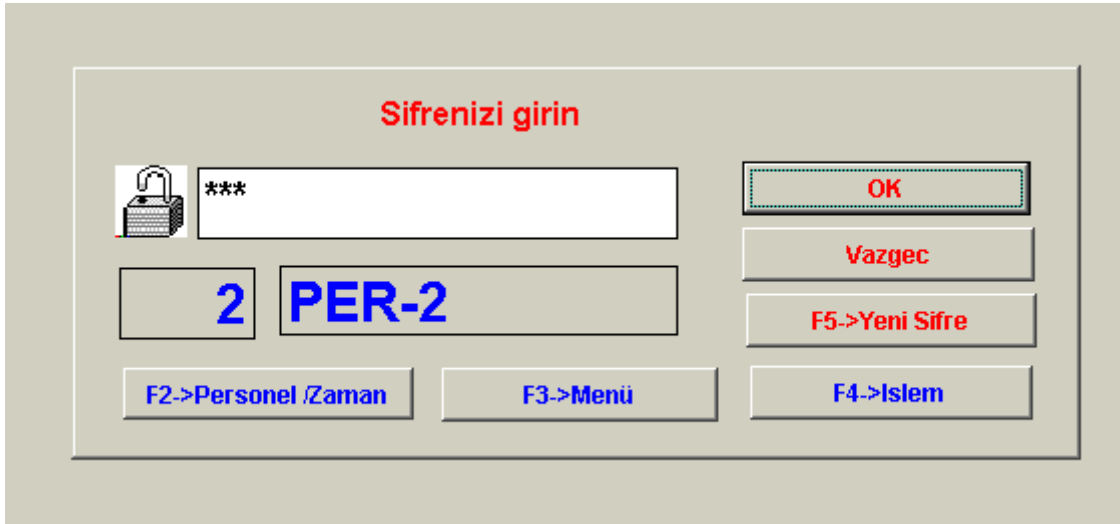 Sifrenizi girin
***
OK
Vazgec
2 PER-2
F5->Yeni Sifre
F2->Personel /Zaman
F3->Menü
F4->Islem